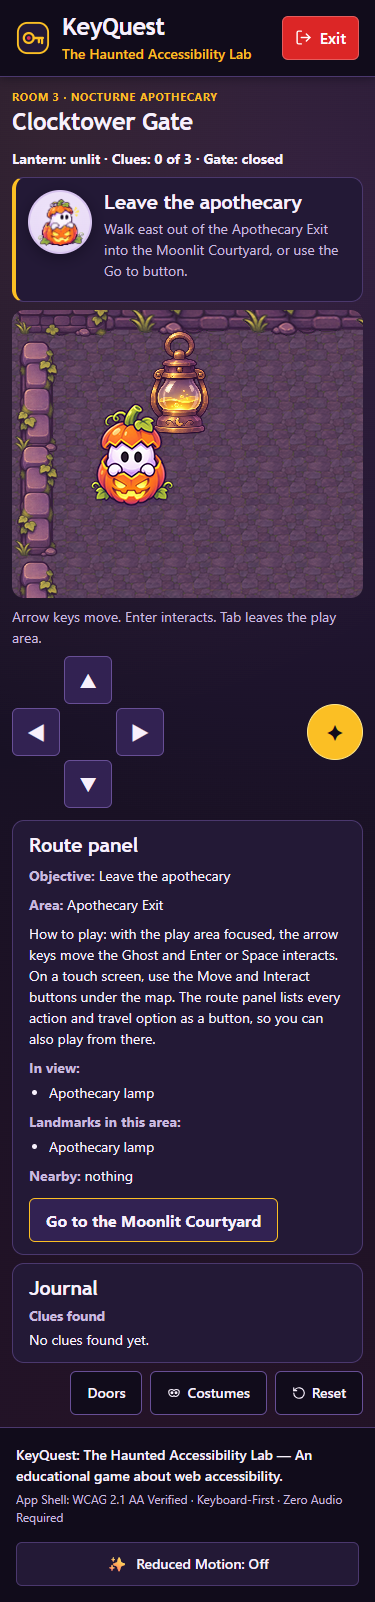 KeyQuest
The Haunted Accessibility Lab
Exit
ROOM 3 · NOCTURNE APOTHECARY
Clocktower Gate
Lantern: unlit · Clues: 0 of 3 · Gate: closed
Leave the apothecary
Walk east out of the Apothecary Exit
into the Moonlit Courtyard, or use the
Go to button.
Arrow keys move. Enter interacts. Tab leaves the play
area.
Route panel
Objective: Leave the apothecary
Area: Apothecary Exit
How to play: with the play area focused, the arrow
keys move the Ghost and Enter or Space interacts.
On a touch screen, use the Move and Interact
buttons under the map. The route panel lists every
action and travel option as a button, so you can
also play from there.
In view:
• Apothecary lamp
Landmarks in this area:
• Apothecary lamp
Nearby: nothing
Go to the Moonlit Courtyard
Journal
Clues found
No clues found yet.
Doors
Costumes
Reset
KeyQuest: The Haunted Accessibility Lab — An
educational game about web accessibility.
App Shell: WCAG 2.1 AA Verified · Keyboard-First · Zero Audio
Required
Reduced Motion: Off